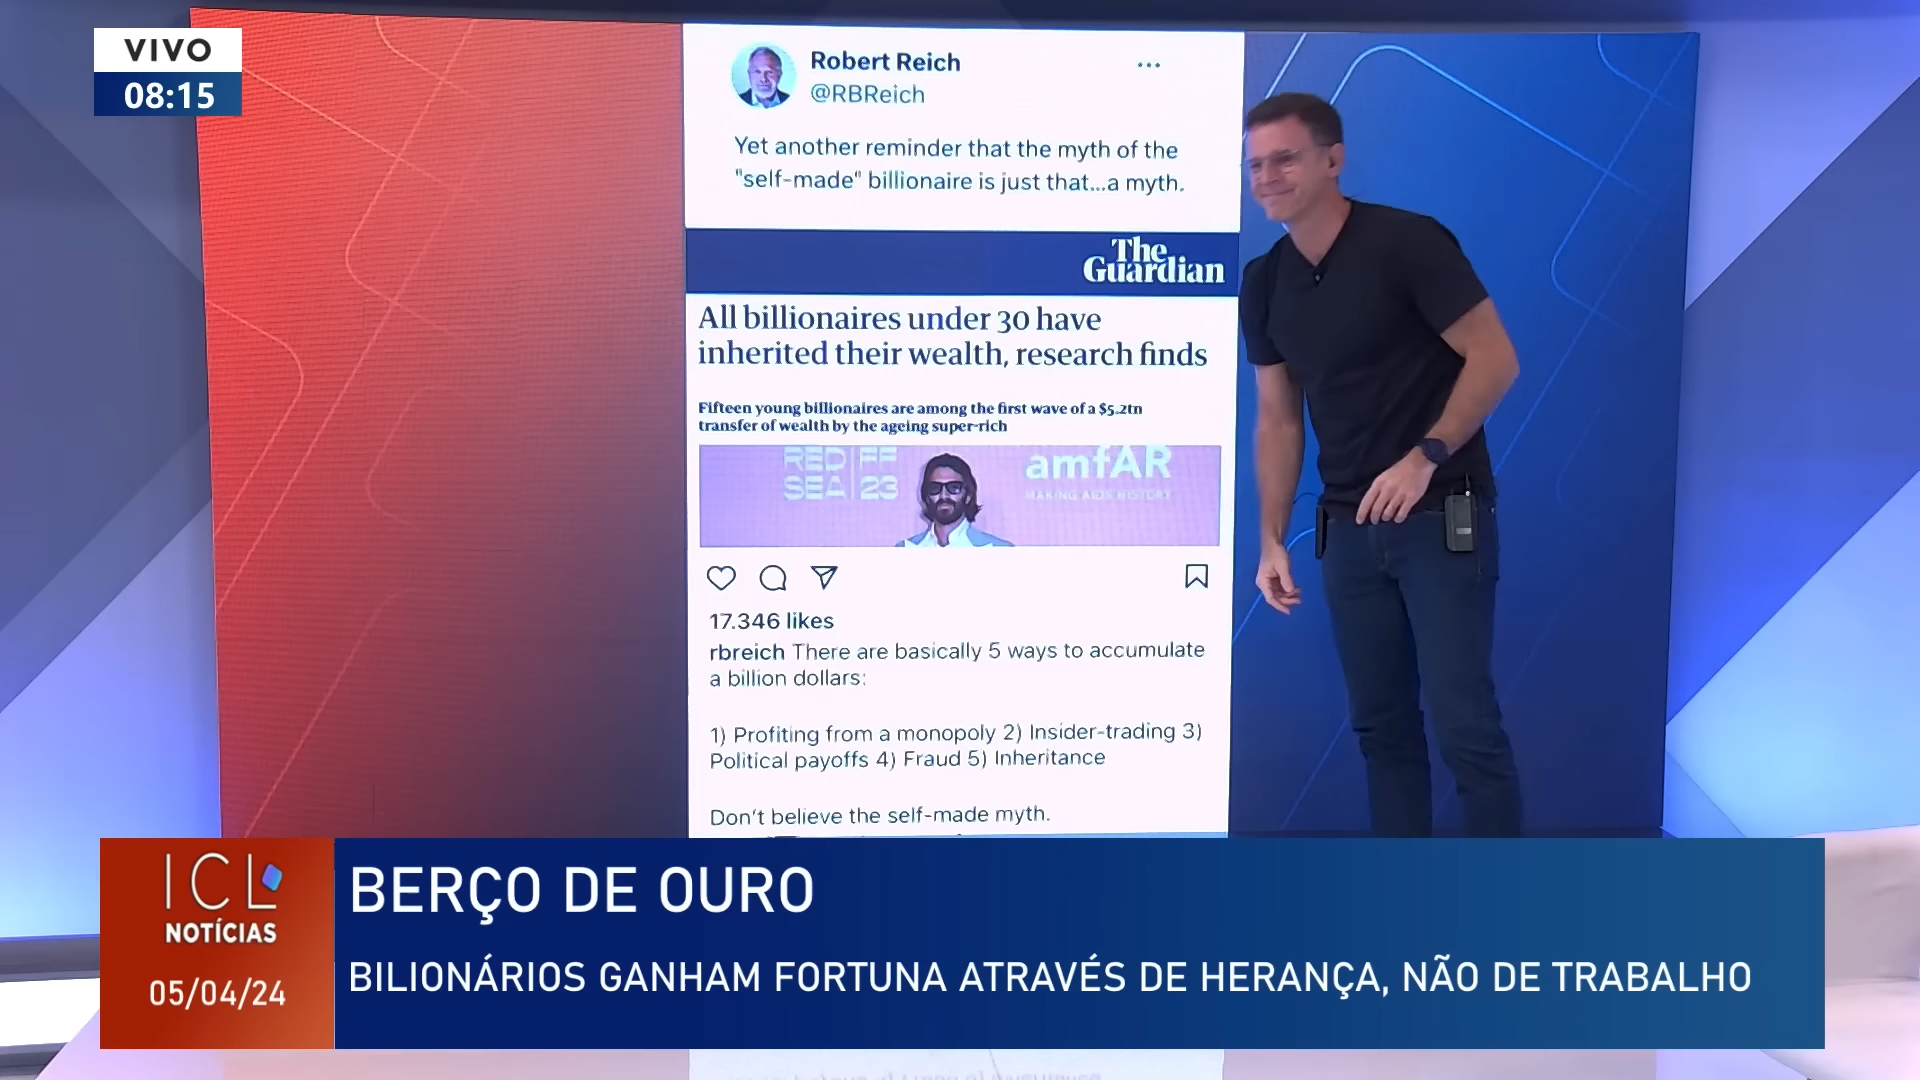 VIVO
08:15
Robert Reich
@RBReich
Yet another reminder that the myth of the
"self-made" billionaire is just that...a myth.
The
Guardian
All billionaires under 30 have
inherited their wealth, research finds
Fifteen young billionaires are among the first wave of a $5.2tn
transfer of wealth by the ageing super-rich
RED FF
SEA 23
amfAR
MAKING AIDS HISTORY
17.346 likes
rbreich There are basically 5 ways to accumulate
a billion dollars:
1) Profiting from a monopoly 2) Insider-trading 3)
Political payoffs 4) Fraud 5) Inheritance
Don't believe the self-made myth.
ICL
NOTÍCIAS
05/04/24
BERÇO DE OURO
BILIONÁRIOS GANHAM FORTUNA ATRAVÉS DE HERANÇA, NÃO DE TRABALHO